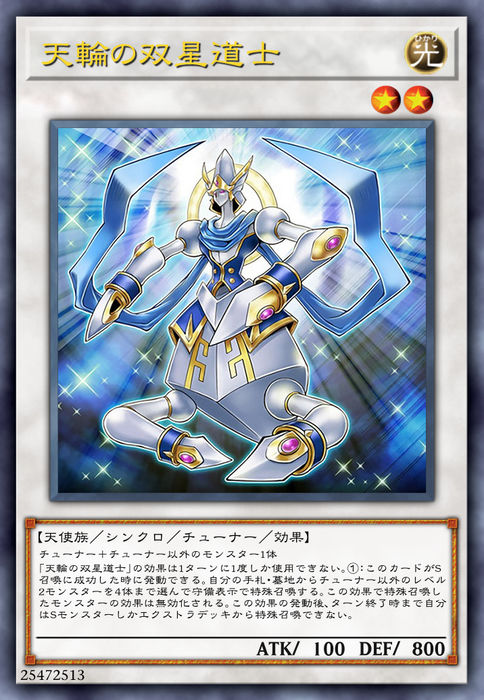 天輪の双星道士
ひかり
光
【天使族／シンクロ／チューナー／効果】
チューナー＋チューナー以外のモンスター1体
「天輪の双星道士」の効果は1ターンに1度しか使用できない。①：このカードがS
召喚に成功した時に発動できる。自分の手札・墓地からチューナー以外のレベル
2モンスターを4体まで選んで守備表示で特殊召喚する。この効果で特殊召喚し
たモンスターの効果は無効化される。この効果の発動後、ターン終了時まで自分
はSモンスターしかエクストラデッキから特殊召喚できない。
ATK/ 100 DEF/ 800
25472513